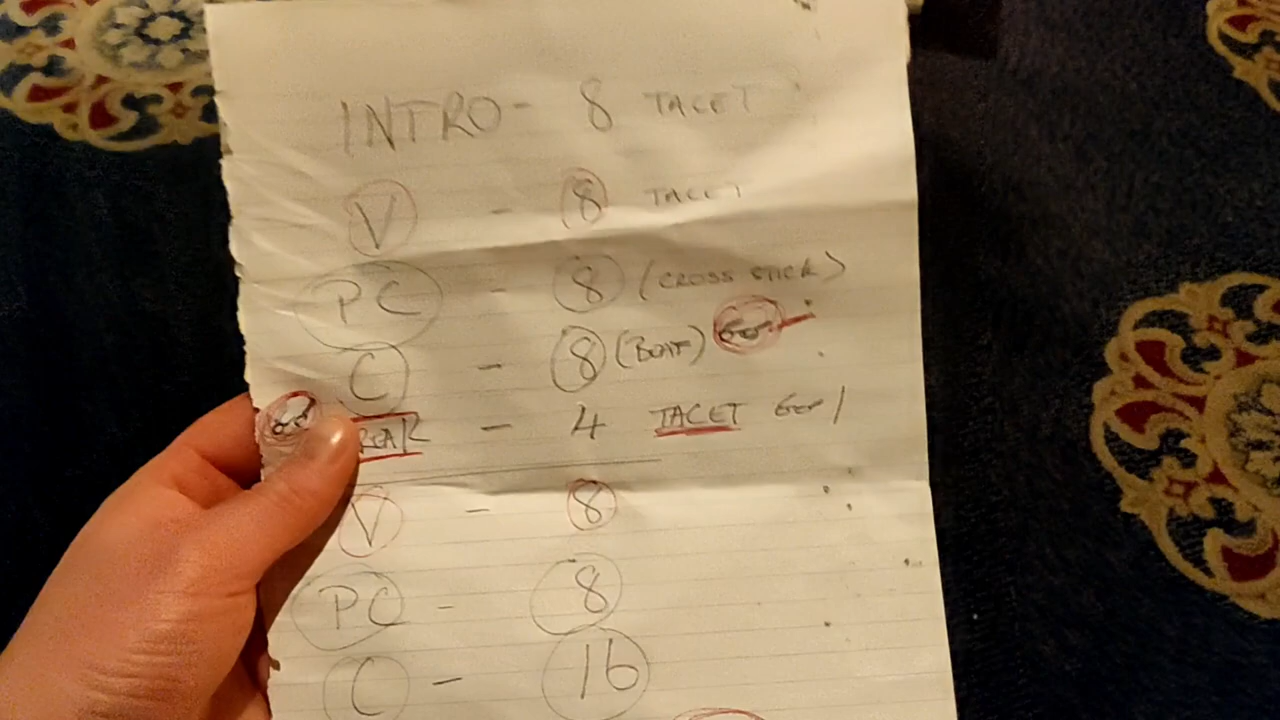 INTRO - 8 TACET
V - 8 TACET
PC - 8 (CROSS STICK)
C - 8 (BEAT)
- 4 TACET
V - 8
PC - 8
C - 16